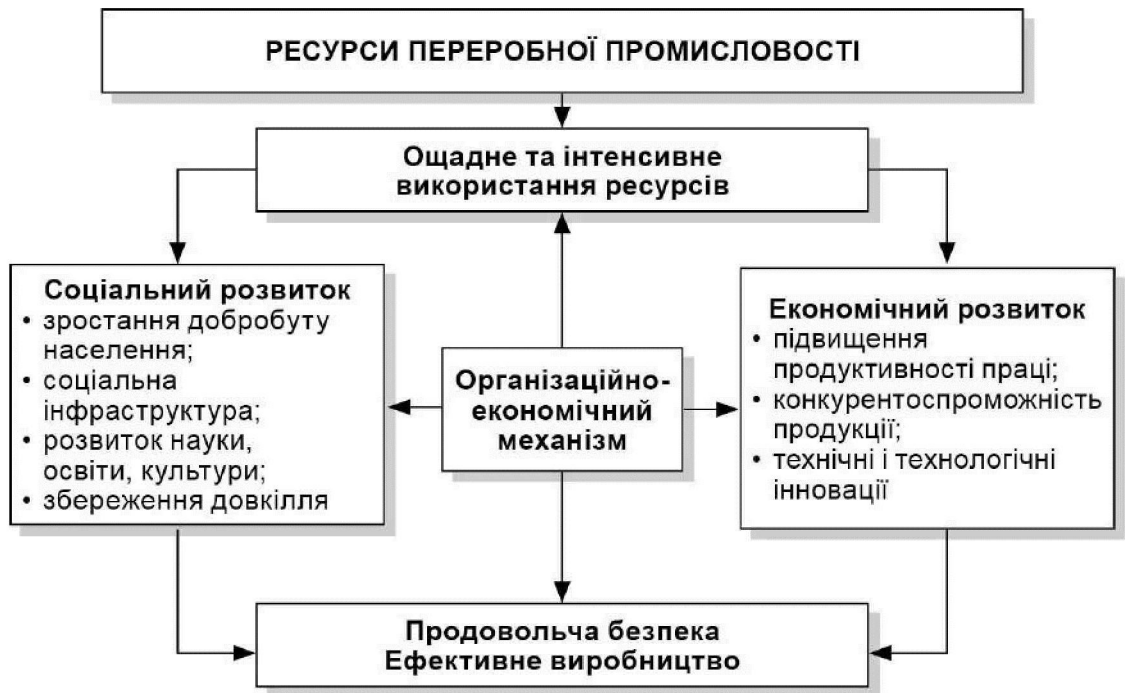 РЕСУРСИ ПЕРЕРОБНОЇ ПРОМИСЛОВОСТІ
Ощадне та інтенсивне
використання ресурсів
Соціальний розвиток
• зростання добробуту
населення;
• соціальна
інфраструктура;
• розвиток науки,
освіти, культури;
• збереження довкілля
Організаційно-
економічний
механізм
Економічний розвиток
• підвищення
продуктивності праці;
• конкурентоспроможність
продукції;
• технічні і технологічні
інновації
Продовольча безпека
Ефективне виробництво